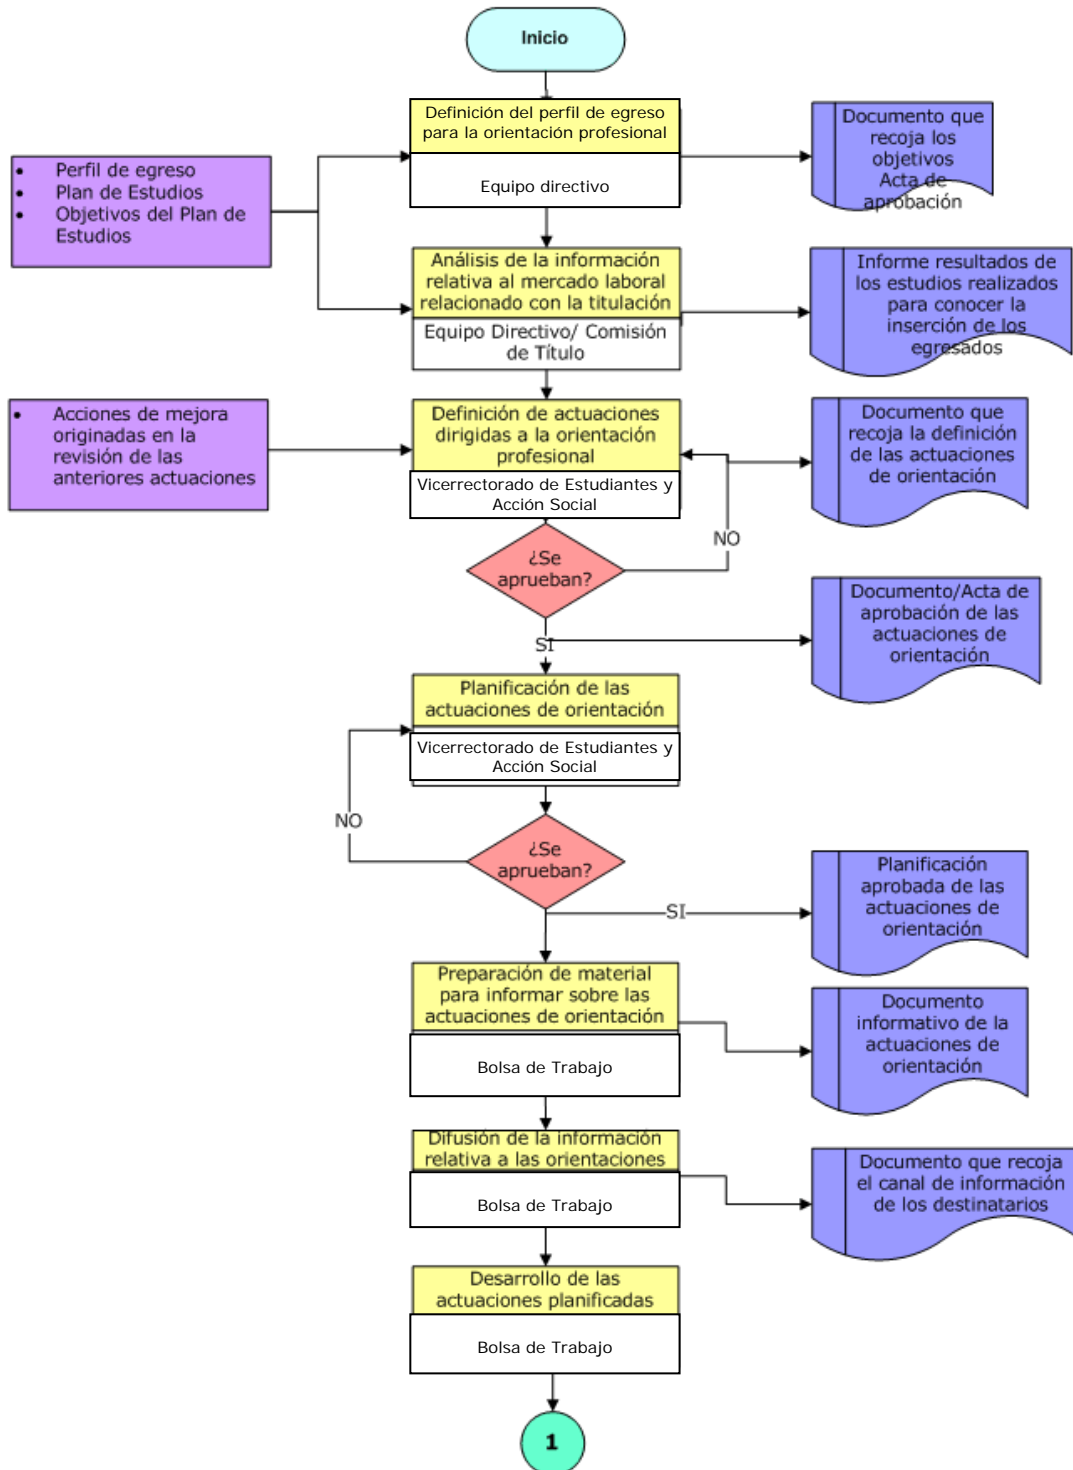 Inicio
Definición del perfil de egreso
para la orientación profesional
Equipo directivo
Documento que
recoja los
objetivos
Acta de
aprobación
• Perfil de egreso
• Plan de Estudios
• Objetivos del Plan de
Estudios
Análisis de la información
relativa al mercado laboral
relacionado con la titulación
Equipo Directivo/ Comisión
de Título
Informe resultados de
los estudios realizados
para conocer la
inserción de los
egresados
• Acciones de mejora
originadas en la
revisión de las
anteriores actuaciones
Definición de actuaciones
dirigidas a la orientación
profesional
Vicerrectorado de Estudiantes y
Acción Social
Documento que
recoja la definición
de las actuaciones
de orientación
NO
¿Se
aprueban?
SI
Documento/Acta de
aprobación de las
actuaciones de
orientación
Planificación de las
actuaciones de orientación
Vicerrectorado de Estudiantes y
Acción Social
NO
¿Se
aprueban?
SI
Planificación
aprobada de las
actuaciones de
orientación
Preparación de material
para informar sobre las
actuaciones de orientación
Bolsa de Trabajo
Documento
informativo de la
actuaciones de
orientación
Difusión de la información
relativa a las orientaciones
Bolsa de Trabajo
Documento que recoja
el canal de información
de los destinatarios
Desarrollo de las
actuaciones planificadas
Bolsa de Trabajo
1